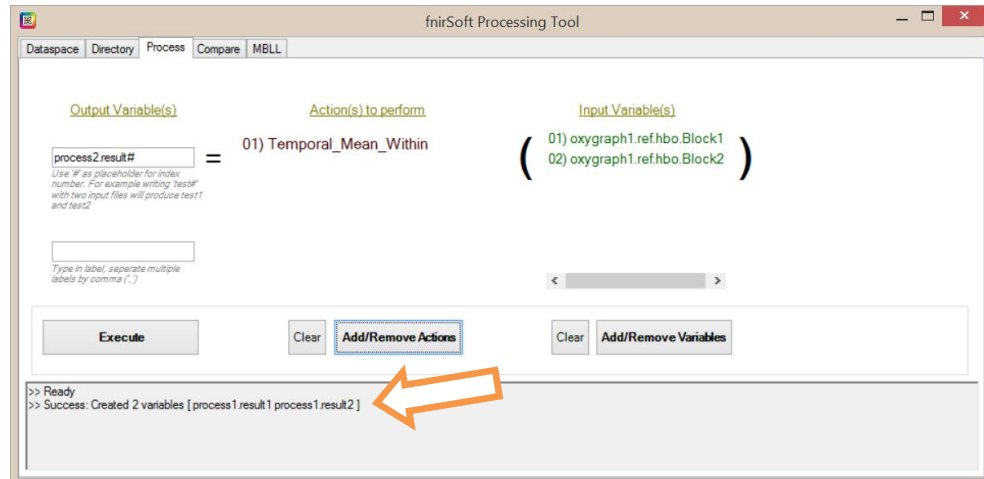 fnirSoft Processing Tool
Dataspace Directory Process Compare MBLL
Output Variable(s) Action(s) to perform Input Variable(s)
process2.result# = 01) Temporal_Mean_Within ( 01) oxygraph1.ref.hbo.Block1
02) oxygraph1.ref.hbo.Block2 )
Use '#' as placeholder for index
number. For example writing 'test#'
with two input files will produce test1
and test2
Type in label, seperate multiple
labels by comma (',')
Execute Clear Add/Remove Actions Clear Add/Remove Variables
>> Ready
>> Success: Created 2 variables [ process1.result1 process1.result2 ]